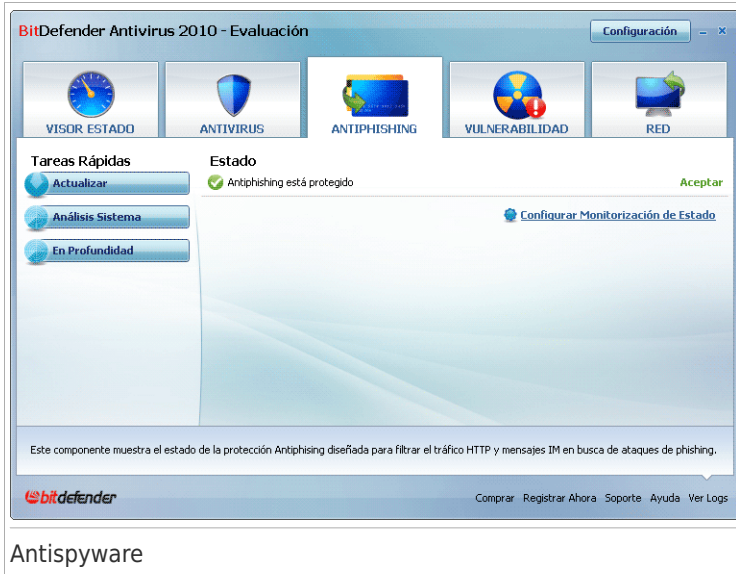 BitDefender Antivirus 2010 - Evaluación
Configuración
VISOR ESTADO
ANTIVIRUS
ANTIPHISHING
VULNERABILIDAD
RED
Tareas Rápidas
Actualizar
Análisis Sistema
En Profundidad
Estado
Antiphishing está protegido
Aceptar
Configurar Monitorización de Estado
Este componente muestra el estado de la protección Antiphising diseñada para filtrar el tráfico HTTP y mensajes IM en busca de ataques de phishing.
bitdefender
Comprar Registrar Ahora Soporte Ayuda Ver Logs
Antispyware